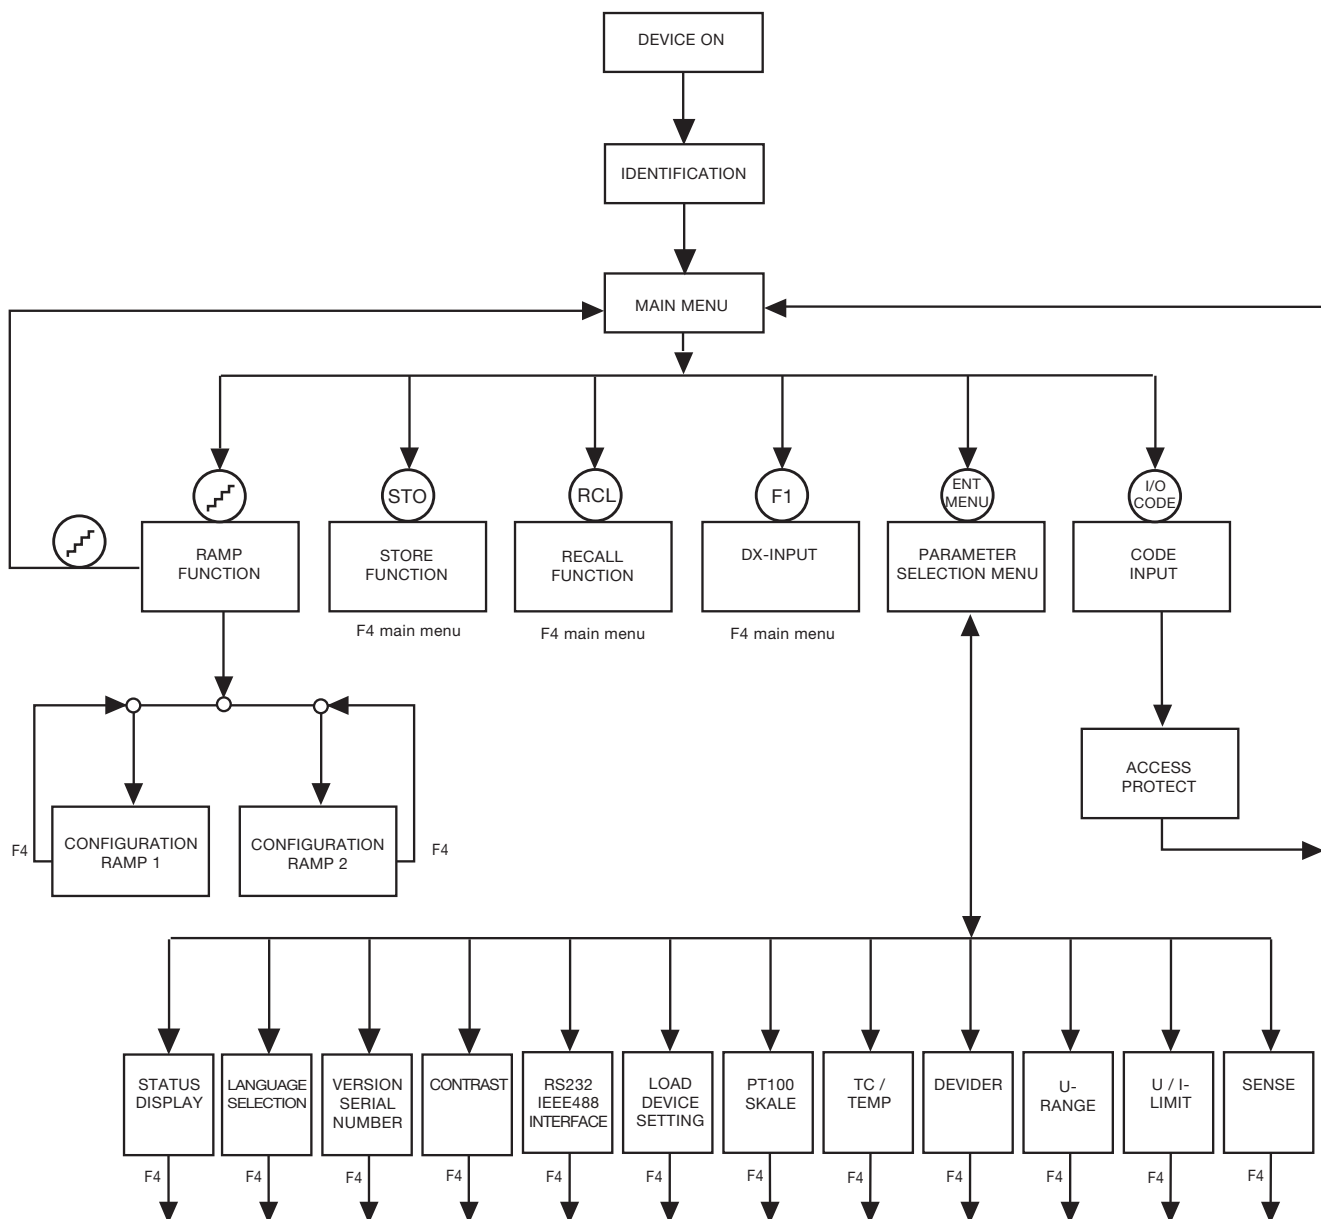 DEVICE ON
IDENTIFICATION
MAIN MENU
STO
RCL
F1
ENT
MENU
I/O
CODE
RAMP
FUNCTION
STORE
FUNCTION
RECALL
FUNCTION
DX-INPUT
PARAMETER
SELECTION MENU
CODE
INPUT
F4 main menu
F4 main menu
F4 main menu
ACCESS
PROTECT
F4
CONFIGURATION
RAMP 1
CONFIGURATION
RAMP 2
F4
STATUS
DISPLAY
LANGUAGE
SELECTION
VERSION
SERIAL
NUMBER
CONTRAST
RS232
IEEE488
INTERFACE
LOAD
DEVICE
SETTING
PT100
SKALE
TC /
TEMP
DEVIDER
U-
RANGE
U / I-
LIMIT
SENSE
F4
F4
F4
F4
F4
F4
F4
F4
F4
F4
F4
F4